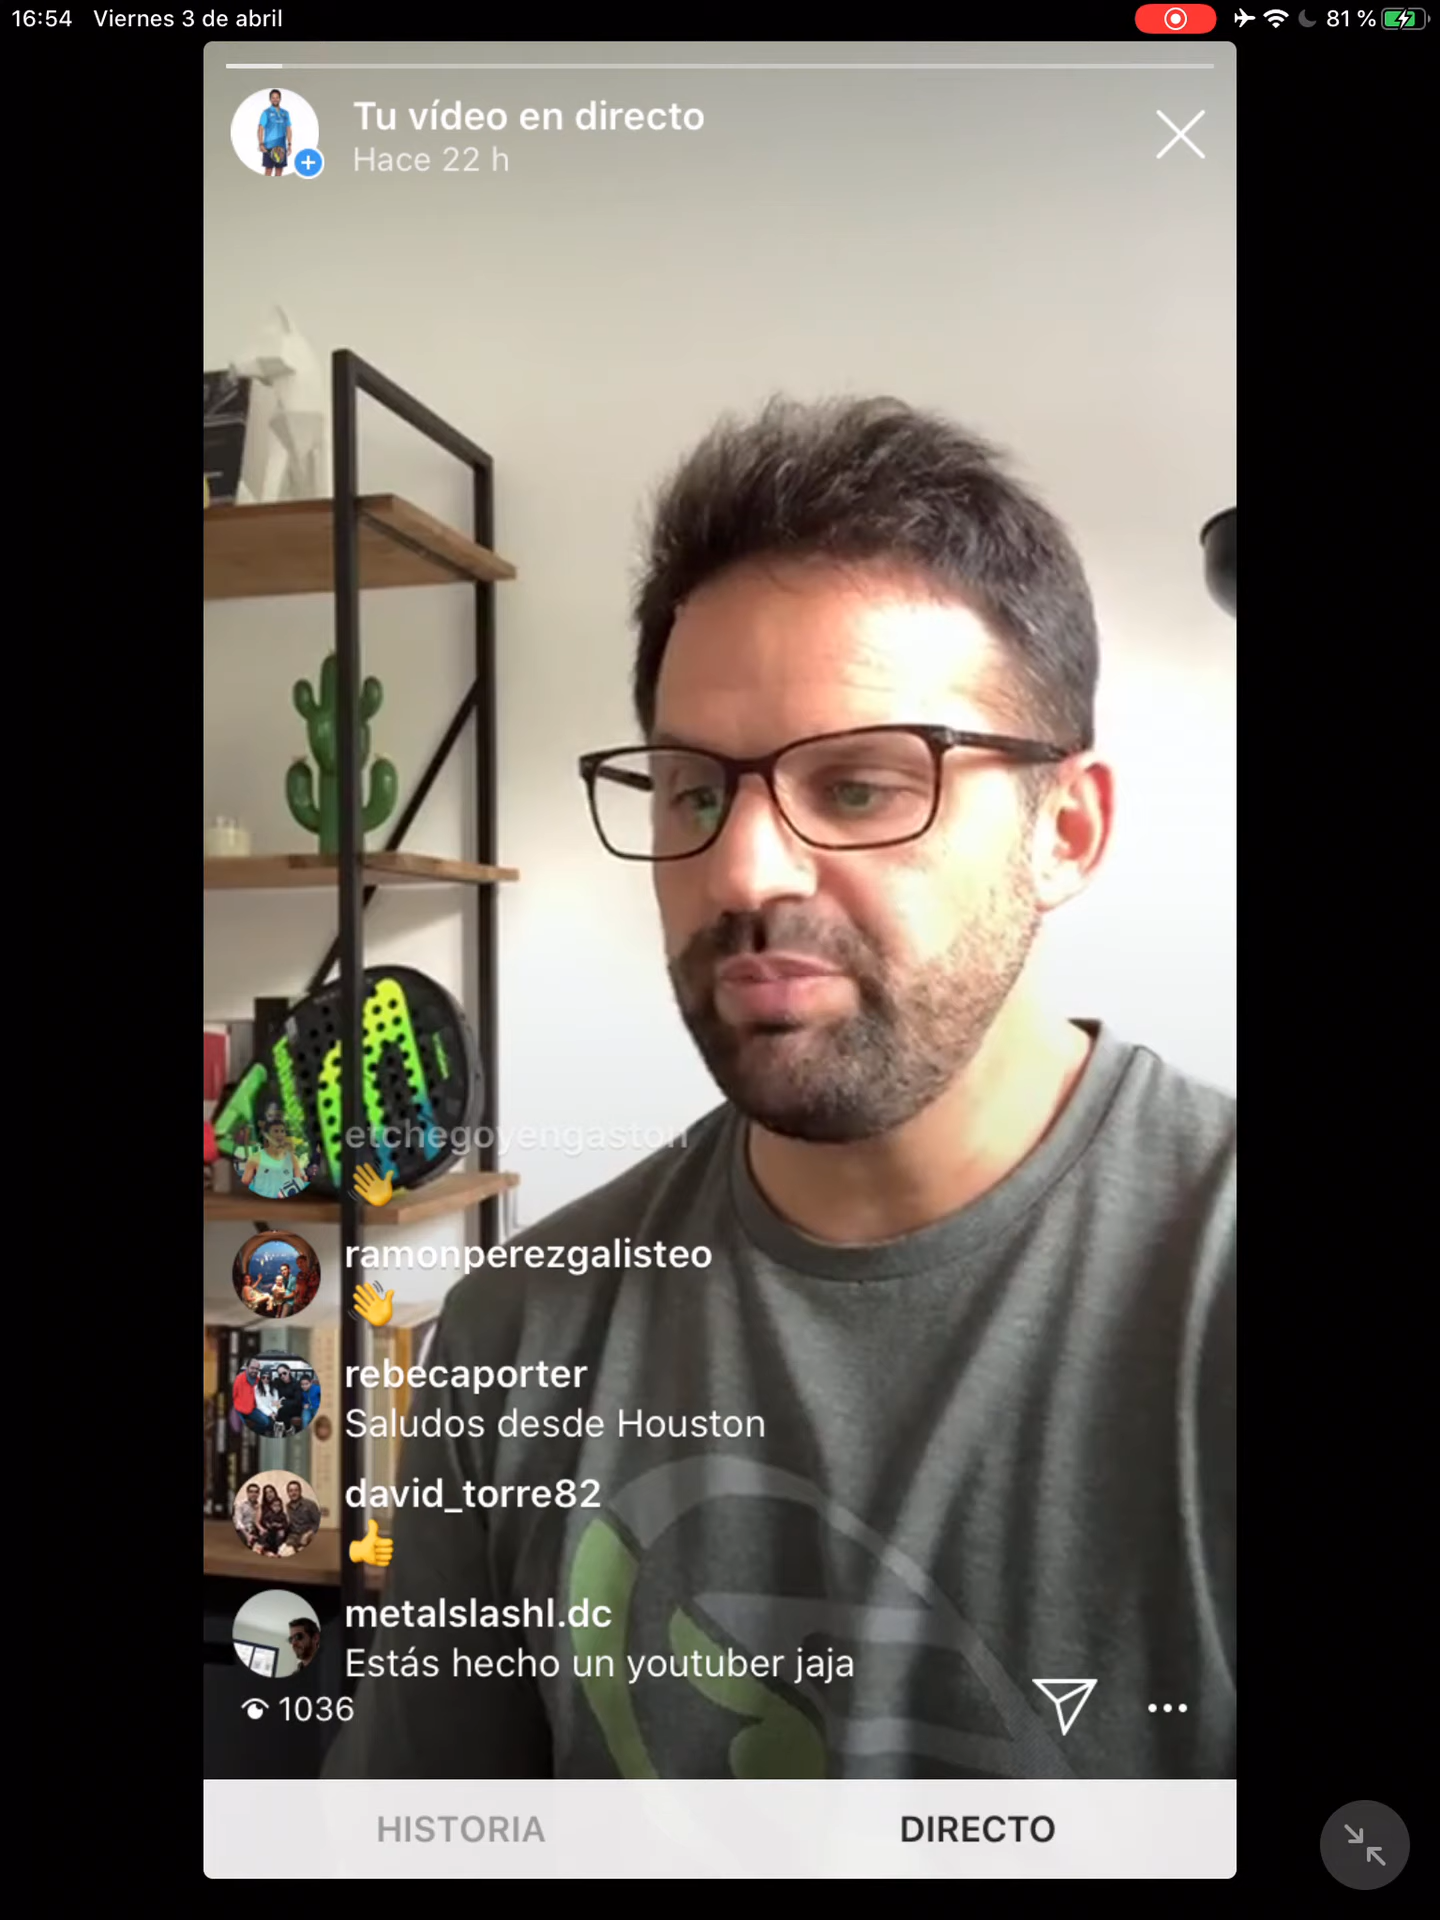 16:54 Viernes 3 de abril
81 %
Tu vídeo en directo
Hace 22 h
etchegoyengaston
👋
ramonperezgalisteo
👋
rebecaporter
Saludos desde Houston
david_torre82
👍
metalslashl.dc
Estás hecho un youtuber jaja
1036
HISTORIA
DIRECTO